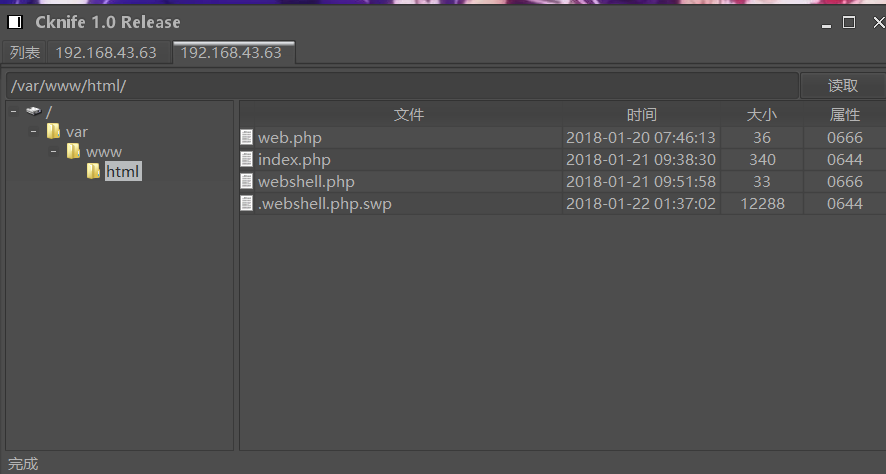 Cknife 1.0 Release
列表 192.168.43.63 192.168.43.63
/var/www/html/ 读取
/ 文件 时间 大小 属性
var web.php 2018-01-20 07:46:13 36 0666
www index.php 2018-01-21 09:38:30 340 0644
html webshell.php 2018-01-21 09:51:58 33 0666
.webshell.php.swp 2018-01-22 01:37:02 12288 0644
完成